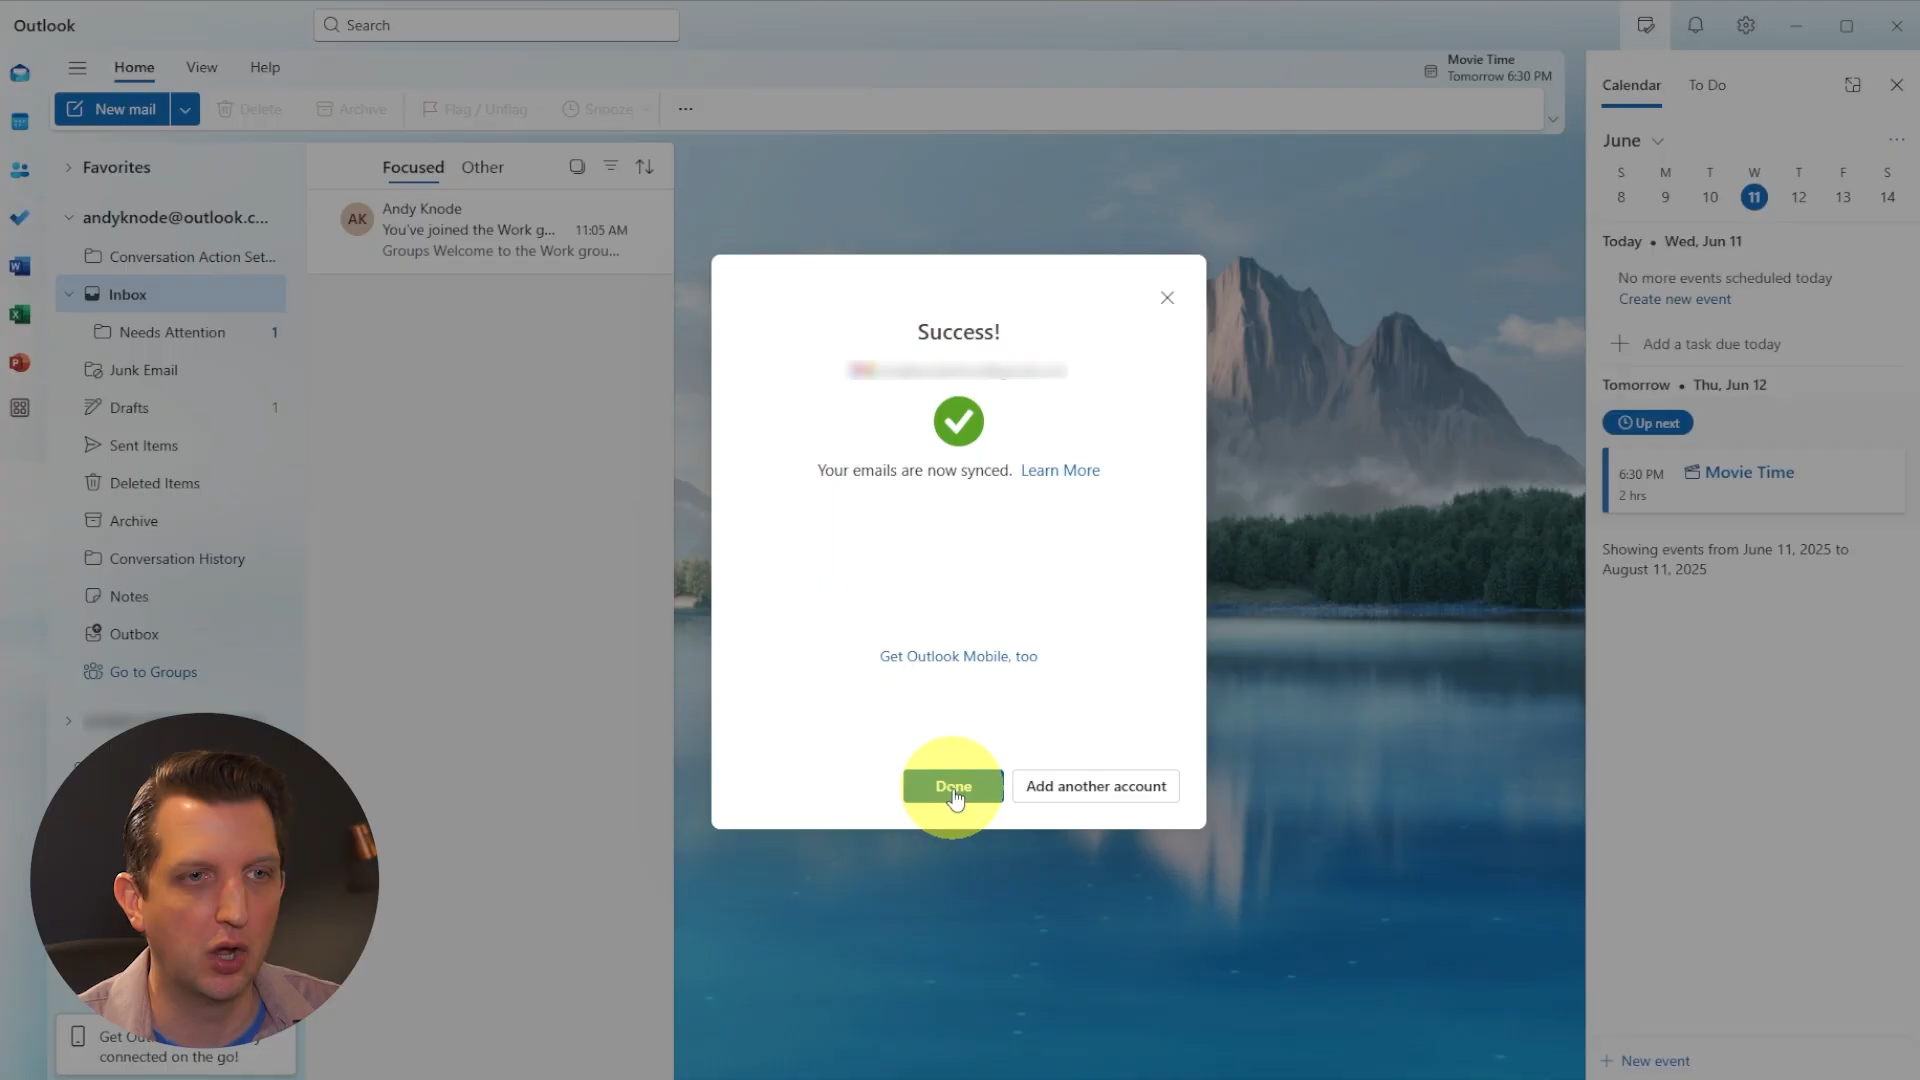 Outlook
Search
Home
View
Help
Movie Time
Tomorrow 6:30 PM
New mail
Delete
Archive
Flag / Unflag
Snooze
Favorites
andyknode@outlook.c...
Conversation Action Set...
Inbox
Needs Attention 1
Junk Email
Drafts 1
Sent Items
Deleted Items
Archive
Conversation History
Notes
Outbox
Go to Groups
Focused
Other
AK
Andy Knode
You've joined the Work g... 11:05 AM
Groups Welcome to the Work grou...
Success!
Your emails are now synced. Learn More
Get Outlook Mobile, too
Done
Add another account
Calendar
To Do
June
S M T W T F S
8 9 10 11 12 13 14
Today • Wed, Jun 11
No more events scheduled today
Create new event
Add a task due today
Tomorrow • Thu, Jun 12
Up next
6:30 PM Movie Time
2 hrs
Showing events from June 11, 2025 to
August 11, 2025
New event
Get
connected on the go!